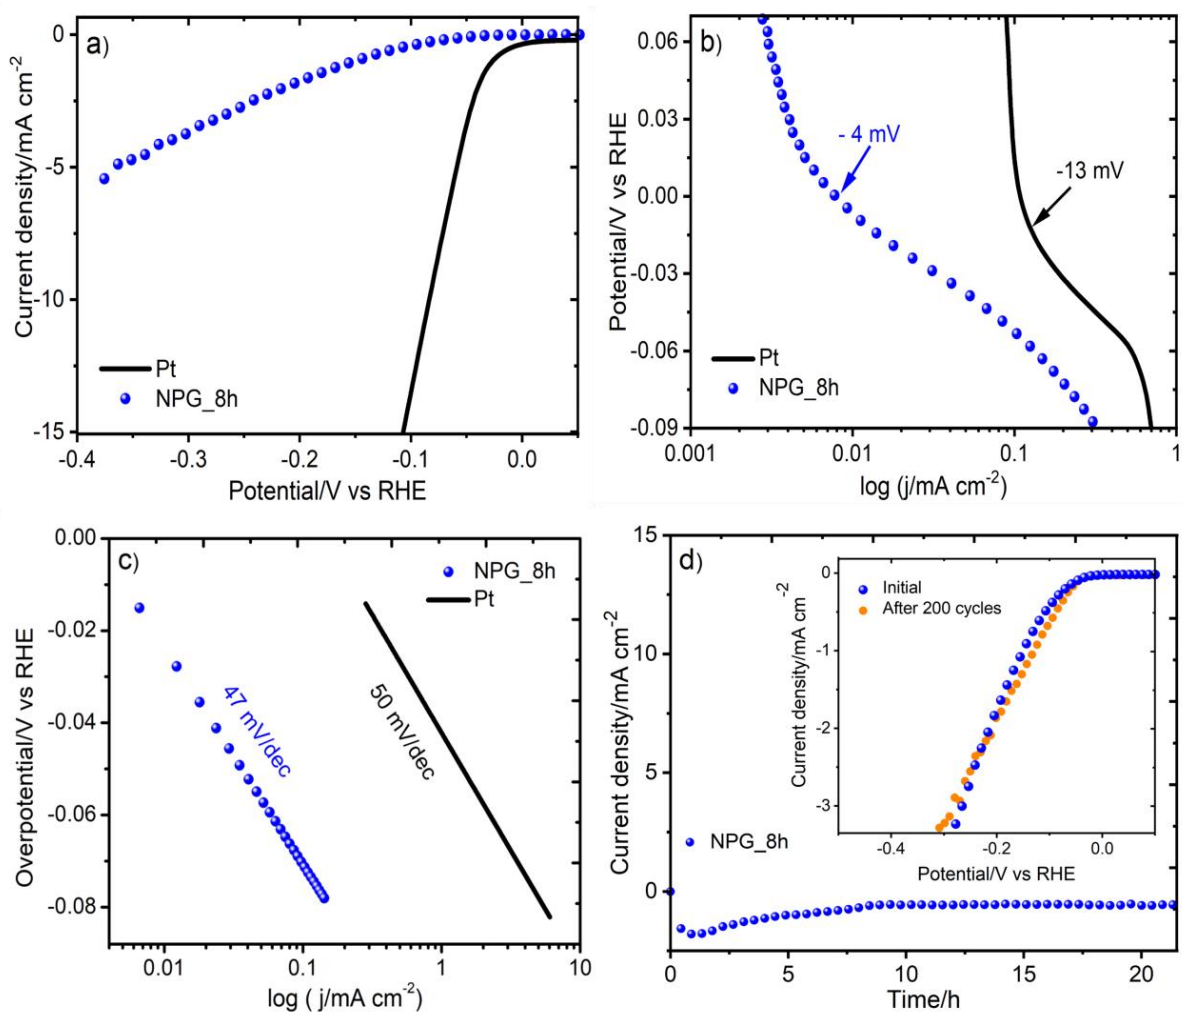 a)
Current density/mA cm-2
0
-5
-10
-15
Pt
NPG_8h
-0.4
-0.3
-0.2
-0.1
0.0
Potential/V vs RHE
b)
Potential/V vs RHE
0.06
0.03
0.00
-0.03
-0.06
-0.09
- 4 mV
-13 mV
Pt
NPG_8h
0.001
0.01
0.1
1
log (j/mA cm-2)
c)
Overpotential/V vs RHE
0.00
-0.02
-0.04
-0.06
-0.08
NPG_8h
Pt
47 mV/dec
50 mV/dec
0.01
0.1
1
10
log ( j/mA cm-2)
d)
Current density/mA cm-2
15
10
5
0
NPG_8h
0
5
10
15
20
Time/h
Current density/mA cm-2
0
-1
-2
-3
Initial
After 200 cycles
-0.4
-0.2
0.0
Potential/V vs RHE